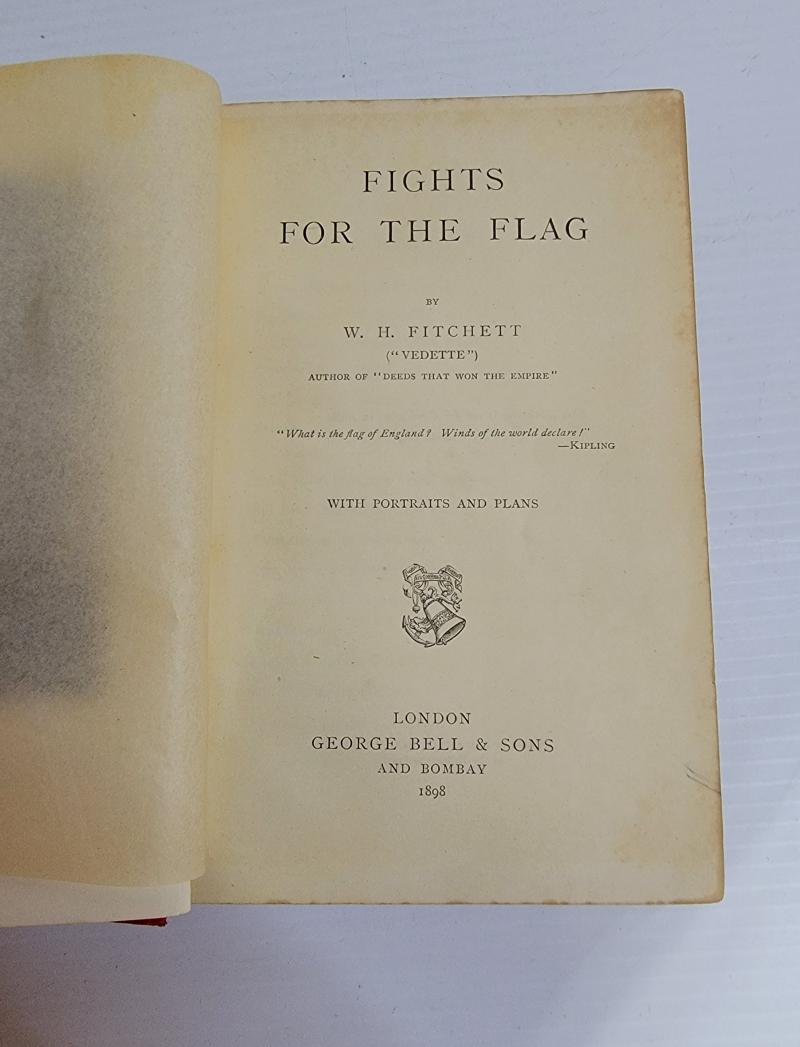 FIGHTS
FOR THE FLAG
BY
W. H. FITCHETT
("VEDETTE")
AUTHOR OF "DEEDS THAT WON THE EMPIRE"
"What is the flag of England? Winds of the world declare!"
—KIPLING
WITH PORTRAITS AND PLANS
LONDON
GEORGE BELL & SONS
AND BOMBAY
1898